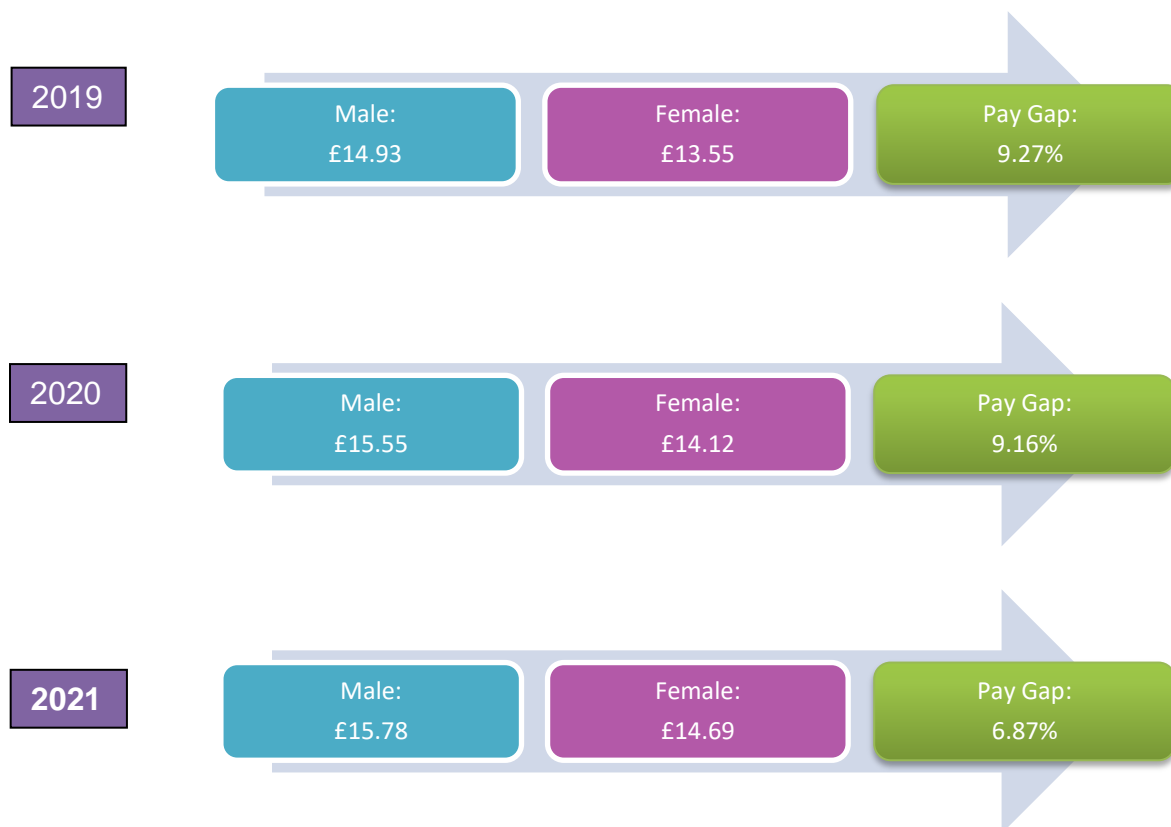 2019
Male:
£14.93
Female:
£13.55
Pay Gap:
9.27%
2020
Male:
£15.55
Female:
£14.12
Pay Gap:
9.16%
2021
Male:
£15.78
Female:
£14.69
Pay Gap:
6.87%